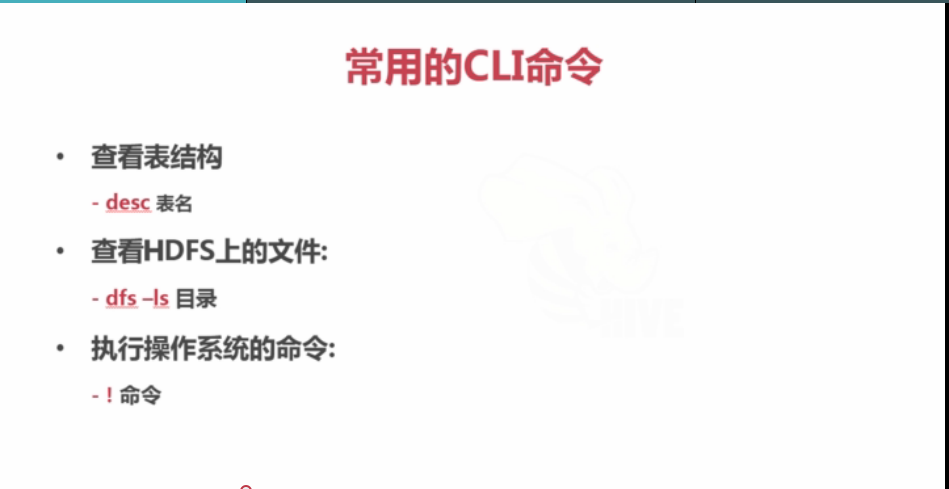 常用的CLI命令
• 查看表结构
- desc 表名
• 查看HDFS上的文件:
- dfs –ls 目录
HIVE
• 执行操作系统的命令:
- ! 命令